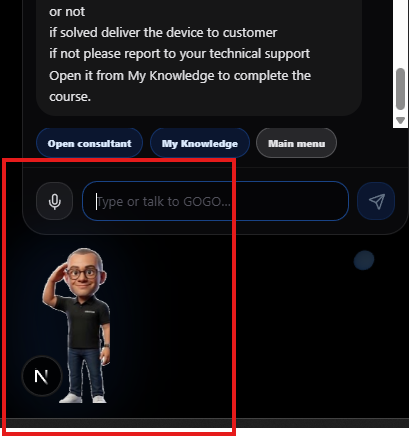 or not
if solved deliver the device to customer
if not please report to your technical support
Open it from My Knowledge to complete the
course.
Open consultant My Knowledge Main menu
Type or talk to GOGO...
N